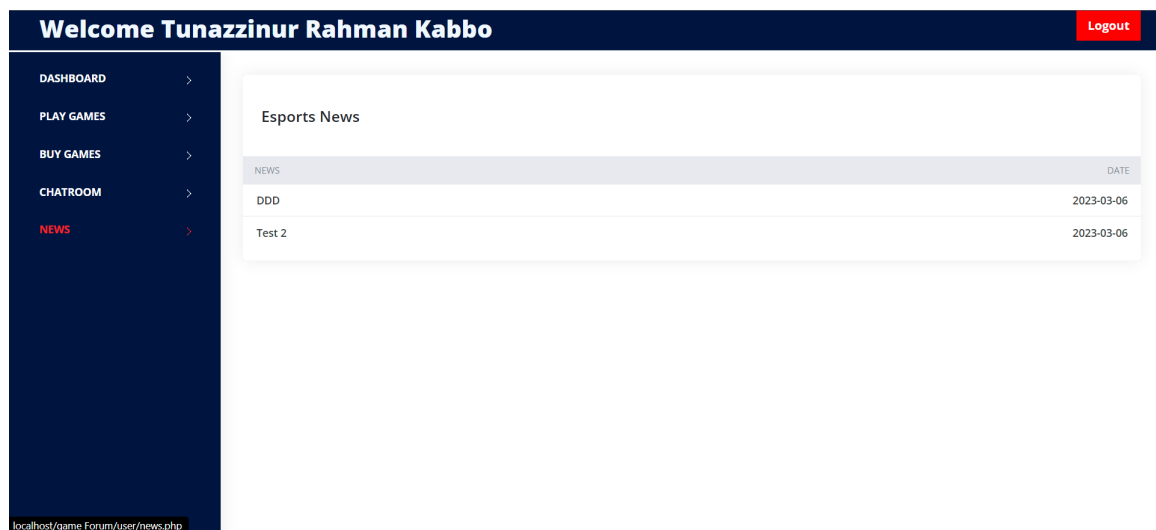 Welcome Tunazzinur Rahman Kabbo
Logout
DASHBOARD
PLAY GAMES
BUY GAMES
CHATROOM
NEWS
Esports News
NEWS DATE
DDD 2023-03-06
Test 2 2023-03-06
localhost/game Forum/user/news.php